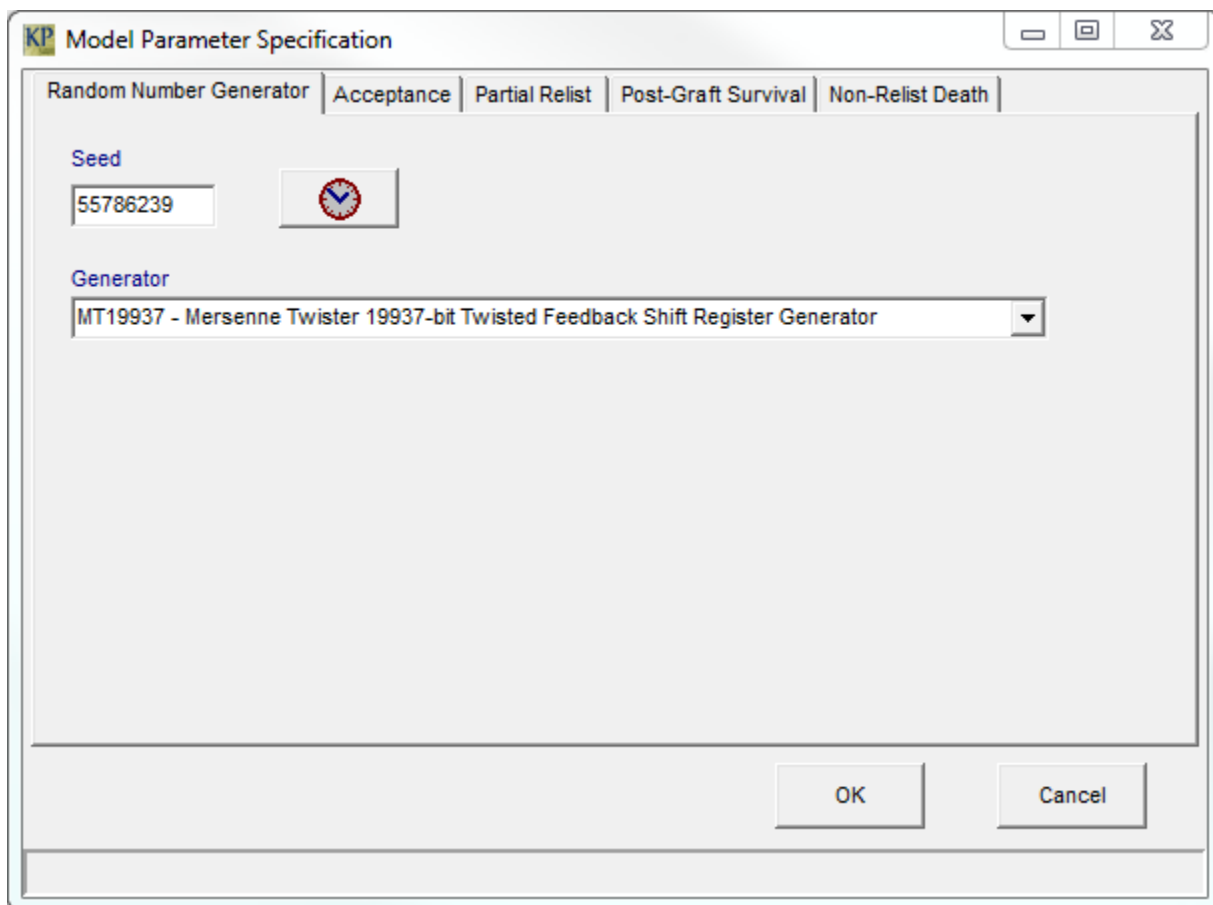 KP Model Parameter Specification
Random Number Generator Acceptance Partial Relist Post-Graft Survival Non-Relist Death
Seed
55786239
Generator
MT19937 - Mersenne Twister 19937-bit Twisted Feedback Shift Register Generator
OK Cancel